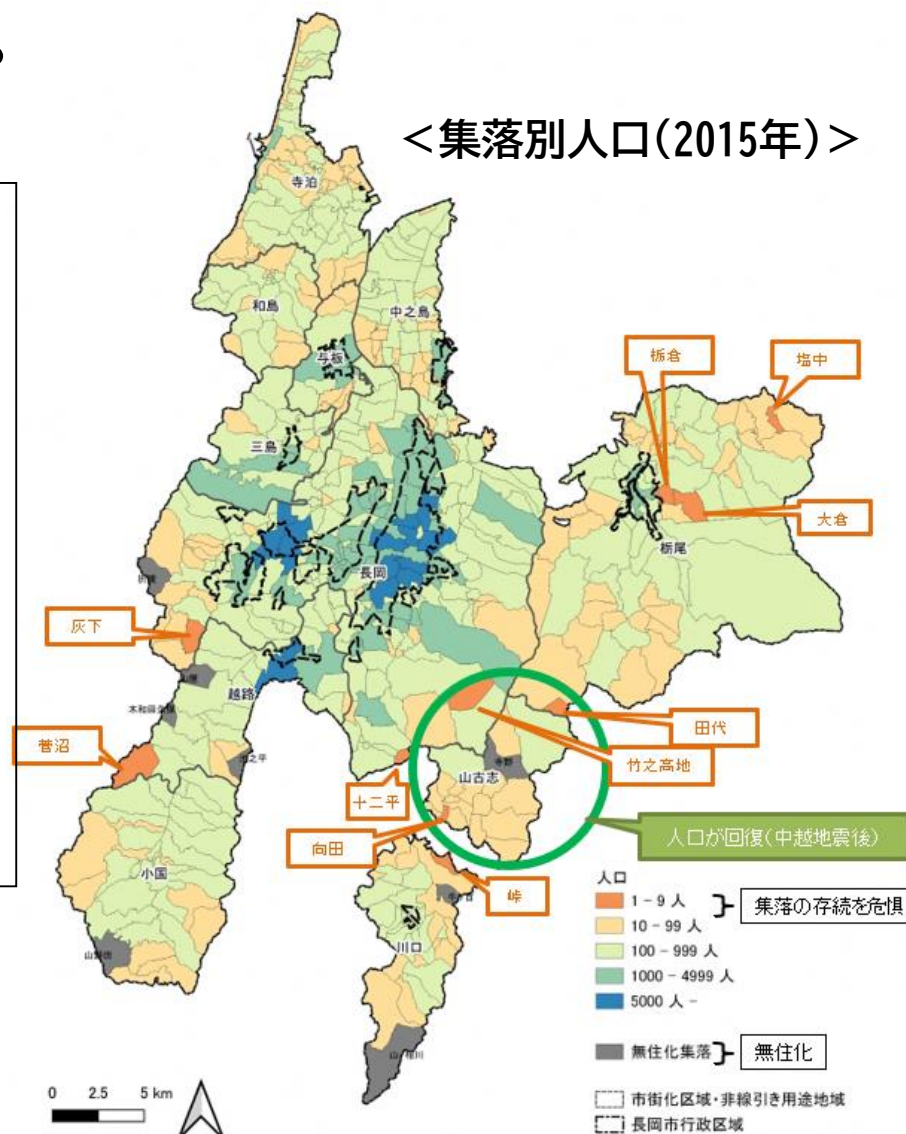 ＜集落別人口(2015年)＞
寺泊
和島
中之島
与板
栃倉
塩中
三島
大倉
栃尾
長岡
灰下
越路
田代
菅沼
竹之高地
山古志
十二平
向田
人口が回復(中越地震後)
小国
峠
川口
人口
1 - 9 人
集落の存続を危惧
10 - 99 人
100 - 999 人
1000 - 4999 人
5000 人 -
無住化集落
無住化
0 2.5 5 km
市街化区域・非線引き用途地域
長岡市行政区域